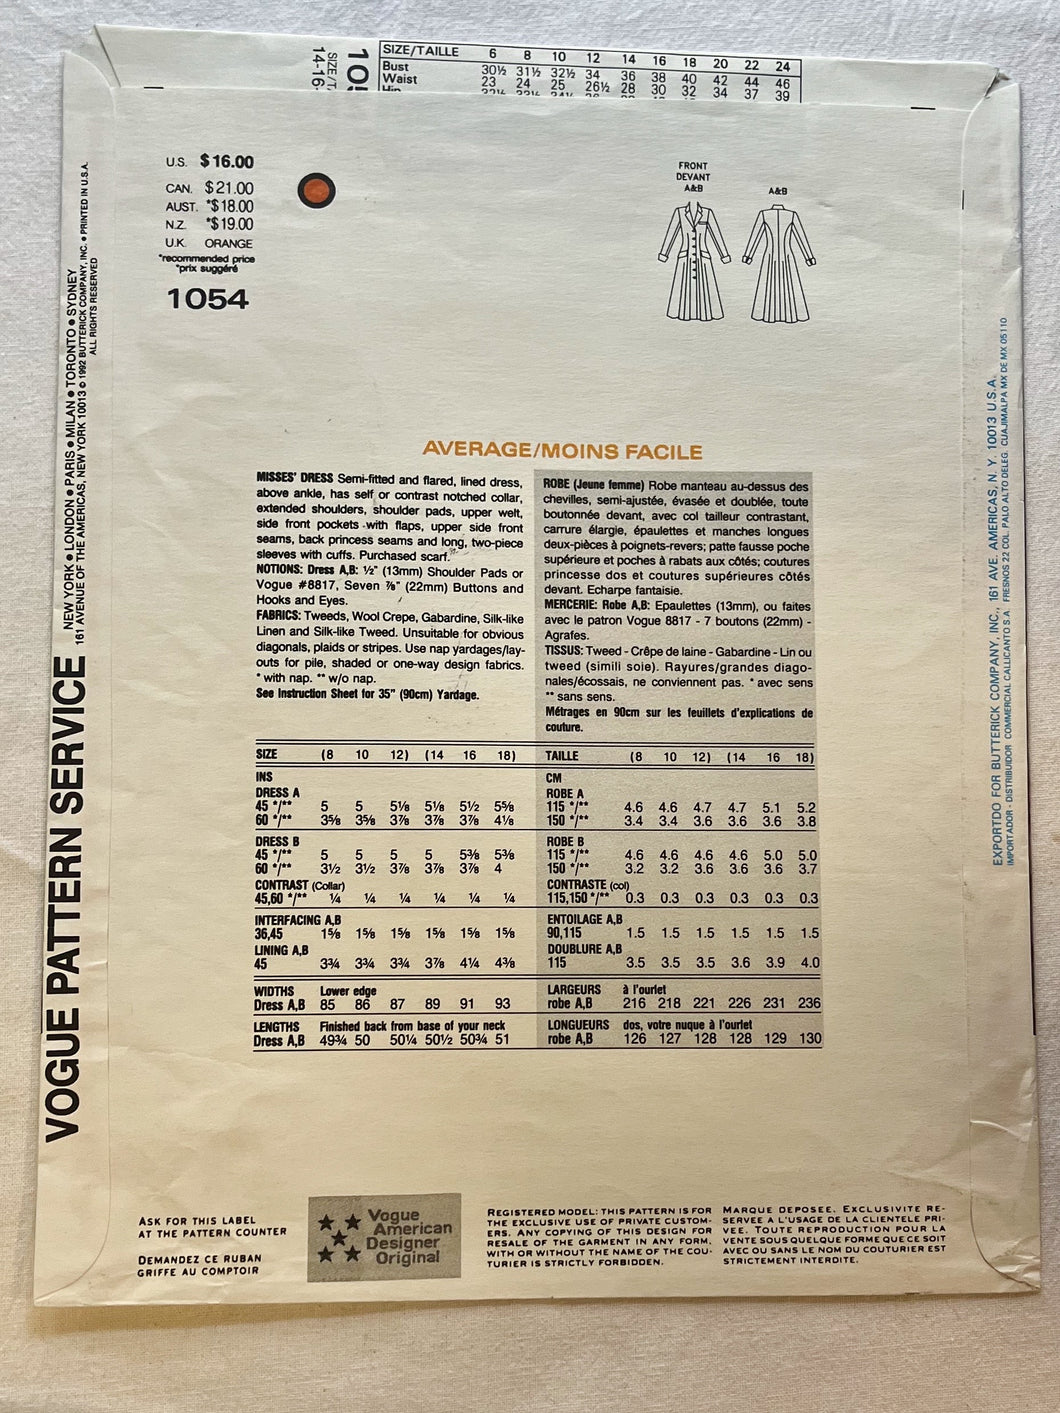 SIZE/TAILLE 6 8 10 12 14 16 18 20 22 24
Bust 30½ 31½ 32½ 34 36 38 40 42 44 46
Waist 23 24 25 26½ 28 30 32 34 37 39
SIZE/T
14-16
U.S. $16.00
CAN. $21.00
AUST. *$18.00
N.Z. *$19.00
U.K. ORANGE
*recommended price
*prix suggéré
1054
FRONT
DEVANT
A&B
A&B
AVERAGE/MOINS FACILE
MISSES' DRESS Semi-fitted and flared, lined dress,
above ankle, has self or contrast notched collar,
extended shoulders, shoulder pads, upper welt,
side front pockets with flaps, upper side front
seams, back princess seams and long, two-piece
sleeves with cuffs. Purchased scarf.
NOTIONS: Dress A,B: ½" (13mm) Shoulder Pads or
Vogue #8817, Seven ⅞" (22mm) Buttons and
Hooks and Eyes.
FABRICS: Tweeds, Wool Crepe, Gabardine, Silk-like
Linen and Silk-like Tweed. Unsuitable for obvious
diagonals, plaids or stripes. Use nap yardages/lay-
outs for pile, shaded or one-way design fabrics.
* with nap. ** w/o nap.
See Instruction Sheet for 35" (90cm) Yardage.
ROBE (Jeune femme) Robe manteau au-dessus des
chevilles, semi-ajustée, évasée et doublée, toute
boutonnée devant, avec col tailleur contrastant,
carrure élargie, épaulettes et manches longues
deux-pièces à poignets-revers; patte fausse poche
supérieure et poches à rabats aux côtés; coutures
princesse dos et coutures supérieures côtés
devant. Echarpe fantaisie.
MERCERIE: Robe A,B: Epaulettes (13mm), ou faites
avec le patron Vogue 8817 - 7 boutons (22mm) -
Agrafes.
TISSUS: Tweed - Crêpe de laine - Gabardine - Lin ou
tweed (simili soie). Rayures/grandes diago-
nales/écossais, ne conviennent pas. * avec sens
** sans sens.
Métrages en 90cm sur les feuillets d'explications de
couture.
SIZE (8 10 12) (14 16 18)
INS
DRESS A
45 */** 5 5 5⅛ 5⅛ 5½ 5⅝
60 */** 3⅝ 3⅝ 3⅞ 3⅞ 3⅞ 4⅛
DRESS B
45 */** 5 5 5 5 5⅜ 5⅜
60 */** 3½ 3½ 3⅞ 3⅞ 3⅞ 4
CONTRAST (Collar)
45,60 */** ¼ ¼ ¼ ¼ ¼ ¼
INTERFACING A,B
36,45 1⅝ 1⅝ 1⅝ 1⅝ 1⅝ 1⅝
LINING A,B
45 3¾ 3¾ 3¾ 3⅞ 4¼ 4⅜
WIDTHS Lower edge
Dress A,B 85 86 87 89 91 93
LENGTHS Finished back from base of your neck
Dress A,B 49¾ 50 50¼ 50½ 50¾ 51
TAILLE (8 10 12) (14 16 18)
CM
ROBE A
115 */** 4.6 4.6 4.7 4.7 5.1 5.2
150 */** 3.4 3.4 3.6 3.6 3.6 3.8
ROBE B
115 */** 4.6 4.6 4.6 4.6 5.0 5.0
150 */** 3.2 3.2 3.6 3.6 3.6 3.7
CONTRASTE (col)
115,150 */** 0.3 0.3 0.3 0.3 0.3 0.3
ENTOILAGE A,B
90,115 1.5 1.5 1.5 1.5 1.5 1.5
DOUBLURE A,B
115 3.5 3.5 3.5 3.6 3.9 4.0
LARGEURS à l'ourlet
robe A,B 216 218 221 226 231 236
LONGUEURS dos, votre nuque à l'ourlet
robe A,B 126 127 128 128 129 130
VOGUE PATTERN SERVICE
NEW YORK ● LONDON ● PARIS ● MILAN ● TORONTO ● SYDNEY
161 AVENUE OF THE AMERICAS, NEW YORK 10013 © 1992 BUTTERICK COMPANY, INC. ● PRINTED IN U.S.A.
ALL RIGHTS RESERVED
EXPORTDO FOR BUTTERICK COMPANY, INC., 161 AVE. AMERICAS, N. Y. 10013 U.S.A.
IMPORTADOR - DISTRIBUIDOR COMMERCIAL CALLICANTO S.A. FRESNOS 22 COL. PALO ALTO DELEG. CUAJIMALPA MX DE MX 05110
ASK FOR THIS LABEL
AT THE PATTERN COUNTER
DEMANDEZ CE RUBAN
GRIFFE AU COMPTOIR
Vogue
American
Designer
Original
REGISTERED MODEL: THIS PATTERN IS FOR
THE EXCLUSIVE USE OF PRIVATE CUSTOM-
ERS. ANY COPYING OF THIS DESIGN FOR
RESALE OF THE GARMENT IN ANY FORM,
WITH OR WITHOUT THE NAME OF THE COU-
TURIER IS STRICTLY FORBIDDEN.
MARQUE DEPOSEE. EXCLUSIVITE RE-
SERVEE A L'USAGE DE LA CLIENTELE PRI-
VEE. TOUTE REPRODUCTION POUR LA
VENTE SOUS QUELQUE FORME QUE CE SOIT
AVEC OU SANS LE NOM DU COUTURIER EST
STRICTEMENT INTERDITE.